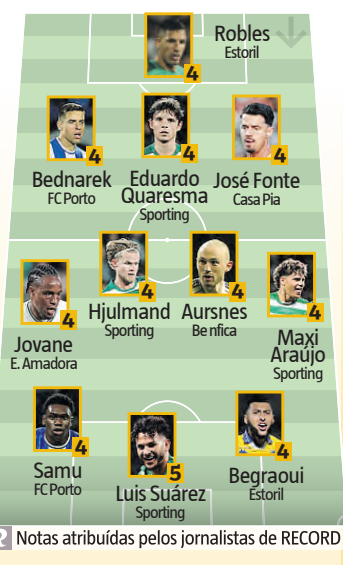 Robles
Estoril
4
4
4
4
Bednarek
FC Porto
Eduardo
Quaresma
Sporting
José Fonte
Casa Pia
4
4
4
4
Jovane
E. Amadora
Hjulmand
Sporting
Aursnes
Benfica
Maxi
Araújo
Sporting
4
5
4
Samu
FC Porto
Luis Suárez
Sporting
Begraoui
Estoril
R Notas atribuídas pelos jornalistas de RECORD